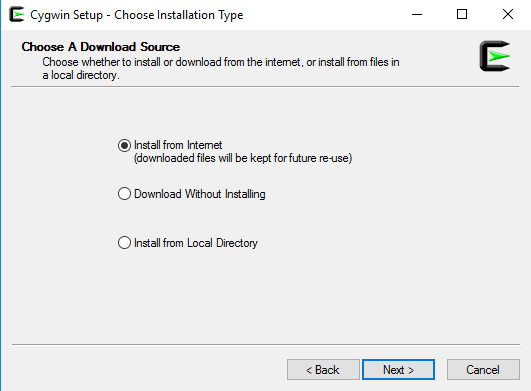 Cygwin Setup - Choose Installation Type
Choose A Download Source
Choose whether to install or download from the internet, or install from files in
a local directory.
Install from Internet
(downloaded files will be kept for future re-use)
Download Without Installing
Install from Local Directory
< Back
Next >
Cancel